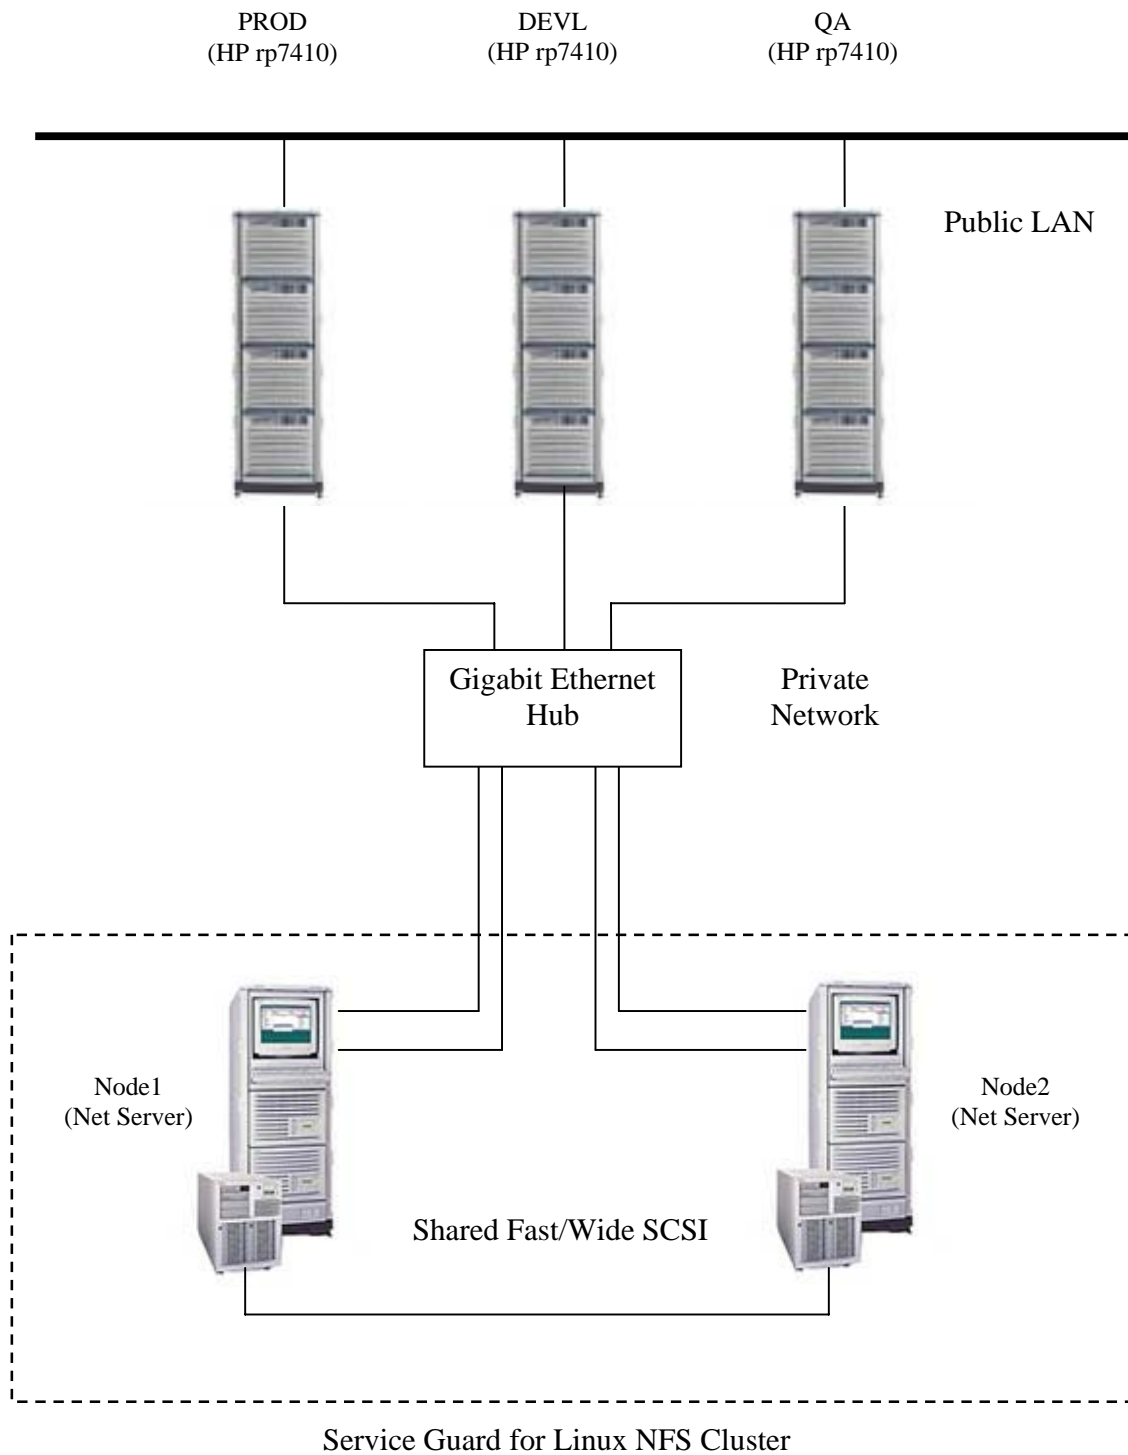 PROD
(HP rp7410)
DEVL
(HP rp7410)
QA
(HP rp7410)
Public LAN
Gigabit Ethernet
Hub
Private
Network
Node1
(Net Server)
Node2
(Net Server)
Shared Fast/Wide SCSI
Service Guard for Linux NFS Cluster